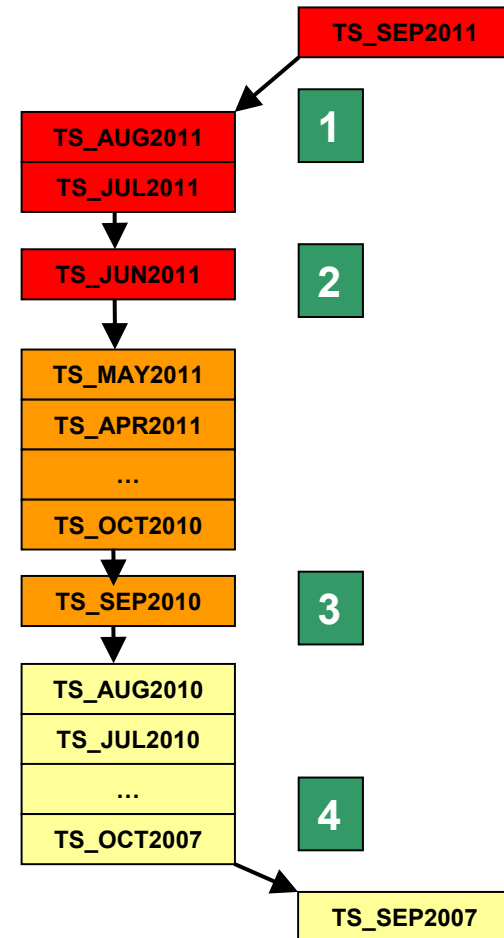 TS_SEP2011
1
TS_AUG2011
TS_JUL2011
2
TS_JUN2011
TS_MAY2011
TS_APR2011
...
TS_OCT2010
TS_SEP2010
3
TS_AUG2010
TS_JUL2010
...
4
TS_OCT2007
TS_SEP2007